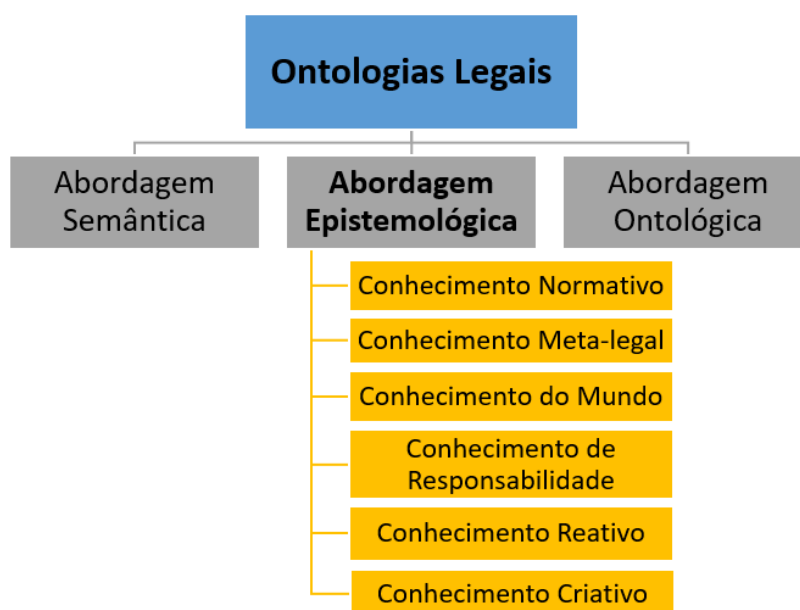 Ontologias Legais
Abordagem
Semântica
Abordagem
Epistemológica
Abordagem
Ontológica
Conhecimento Normativo
Conhecimento Meta-legal
Conhecimento do Mundo
Conhecimento de
Responsabilidade
Conhecimento Reativo
Conhecimento Criativo